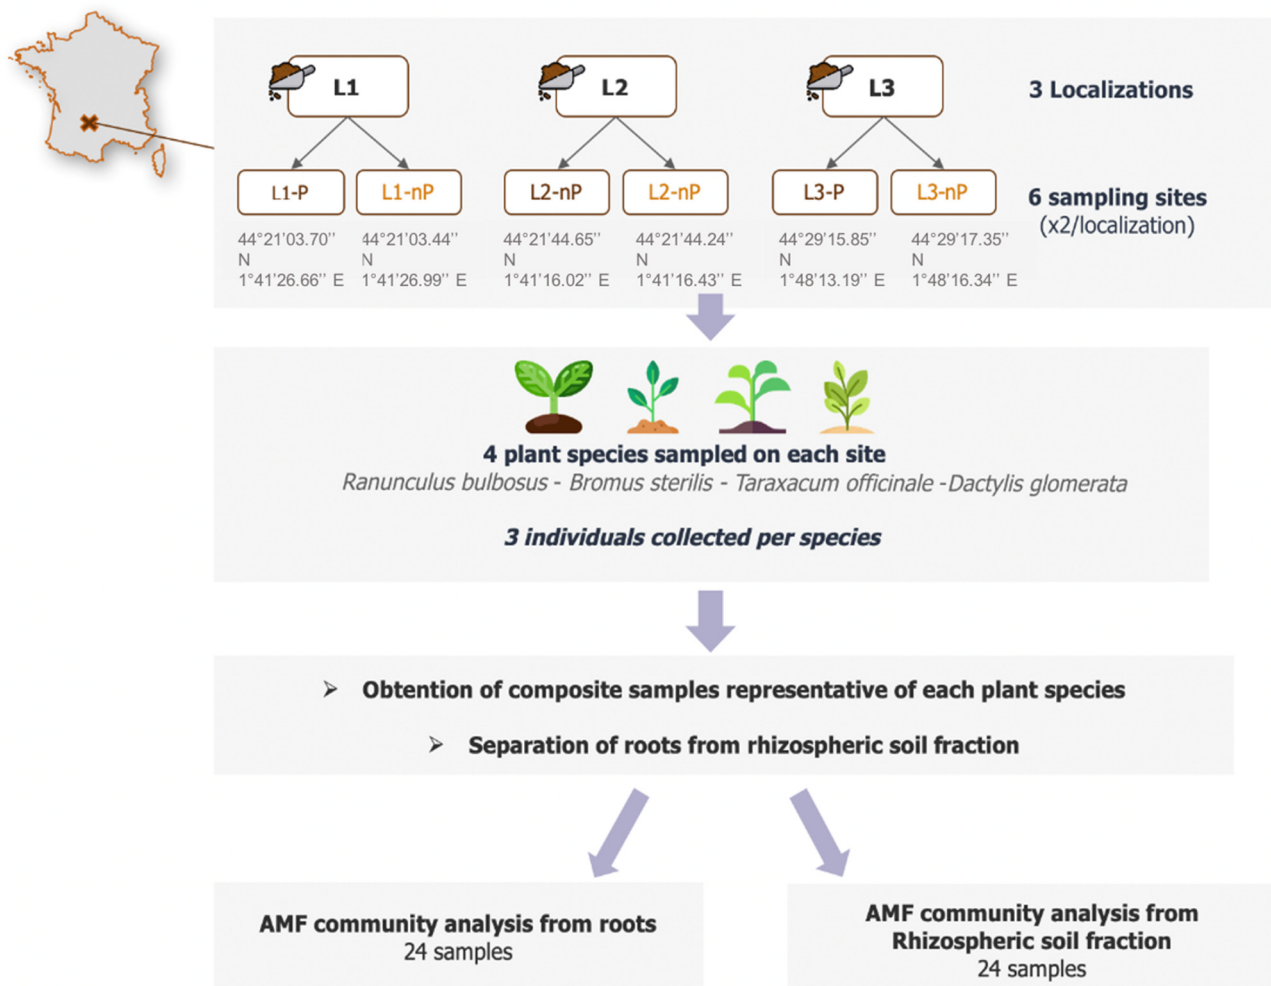 L1
L2
L3
3 Localizations
L1-P
L1-nP
L2-nP
L2-nP
L3-P
L3-nP
6 sampling sites
(x2/localization)
44°21’03.70’’
N
1°41’26.66’’ E
44°21’03.44’’
N
1°41’26.99’’ E
44°21’44.65’’
N
1°41’16.02’’ E
44°21’44.24’’
N
1°41’16.43’’ E
44°29’15.85’’
N
1°48’13.19’’ E
44°29’17.35’’
N
1°48’16.34’’ E
4 plant species sampled on each site
Ranunculus bulbosus - Bromus sterilis - Taraxacum officinale -Dactylis glomerata
3 individuals collected per species
➢ Obtention of composite samples representative of each plant species
➢ Separation of roots from rhizospheric soil fraction
AMF community analysis from roots
24 samples
AMF community analysis from
Rhizospheric soil fraction
24 samples